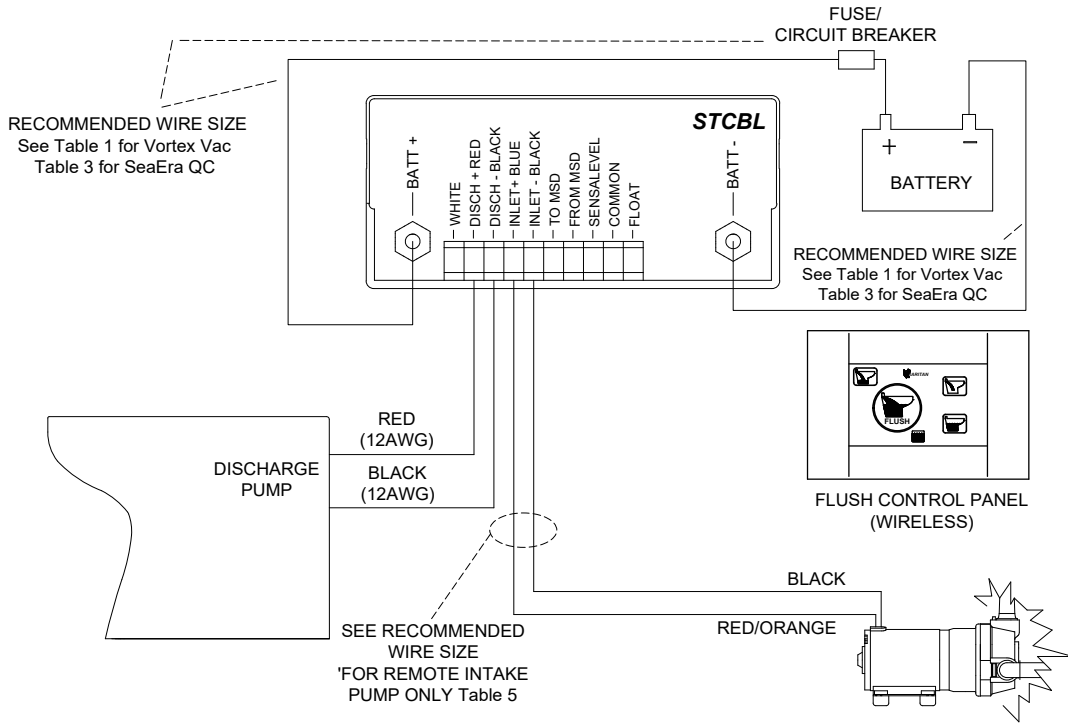 FUSE/
CIRCUIT BREAKER
RECOMMENDED WIRE SIZE
See Table 1 for Vortex Vac
Table 3 for SeaEra QC
STCBL
BATT +
WHITE
DISCH + RED
DISCH - BLACK
INLET+ BLUE
INLET - BLACK
TO MSD
FROM MSD
SENSALEVEL
COMMON
FLOAT
BATT -
+
−
BATTERY
RECOMMENDED WIRE SIZE
See Table 1 for Vortex Vac
Table 3 for SeaEra QC
RARITAN
FLUSH
FLUSH CONTROL PANEL
(WIRELESS)
DISCHARGE
PUMP
RED
(12AWG)
BLACK
(12AWG)
BLACK
RED/ORANGE
SEE RECOMMENDED
WIRE SIZE
'FOR REMOTE INTAKE
PUMP ONLY Table 5